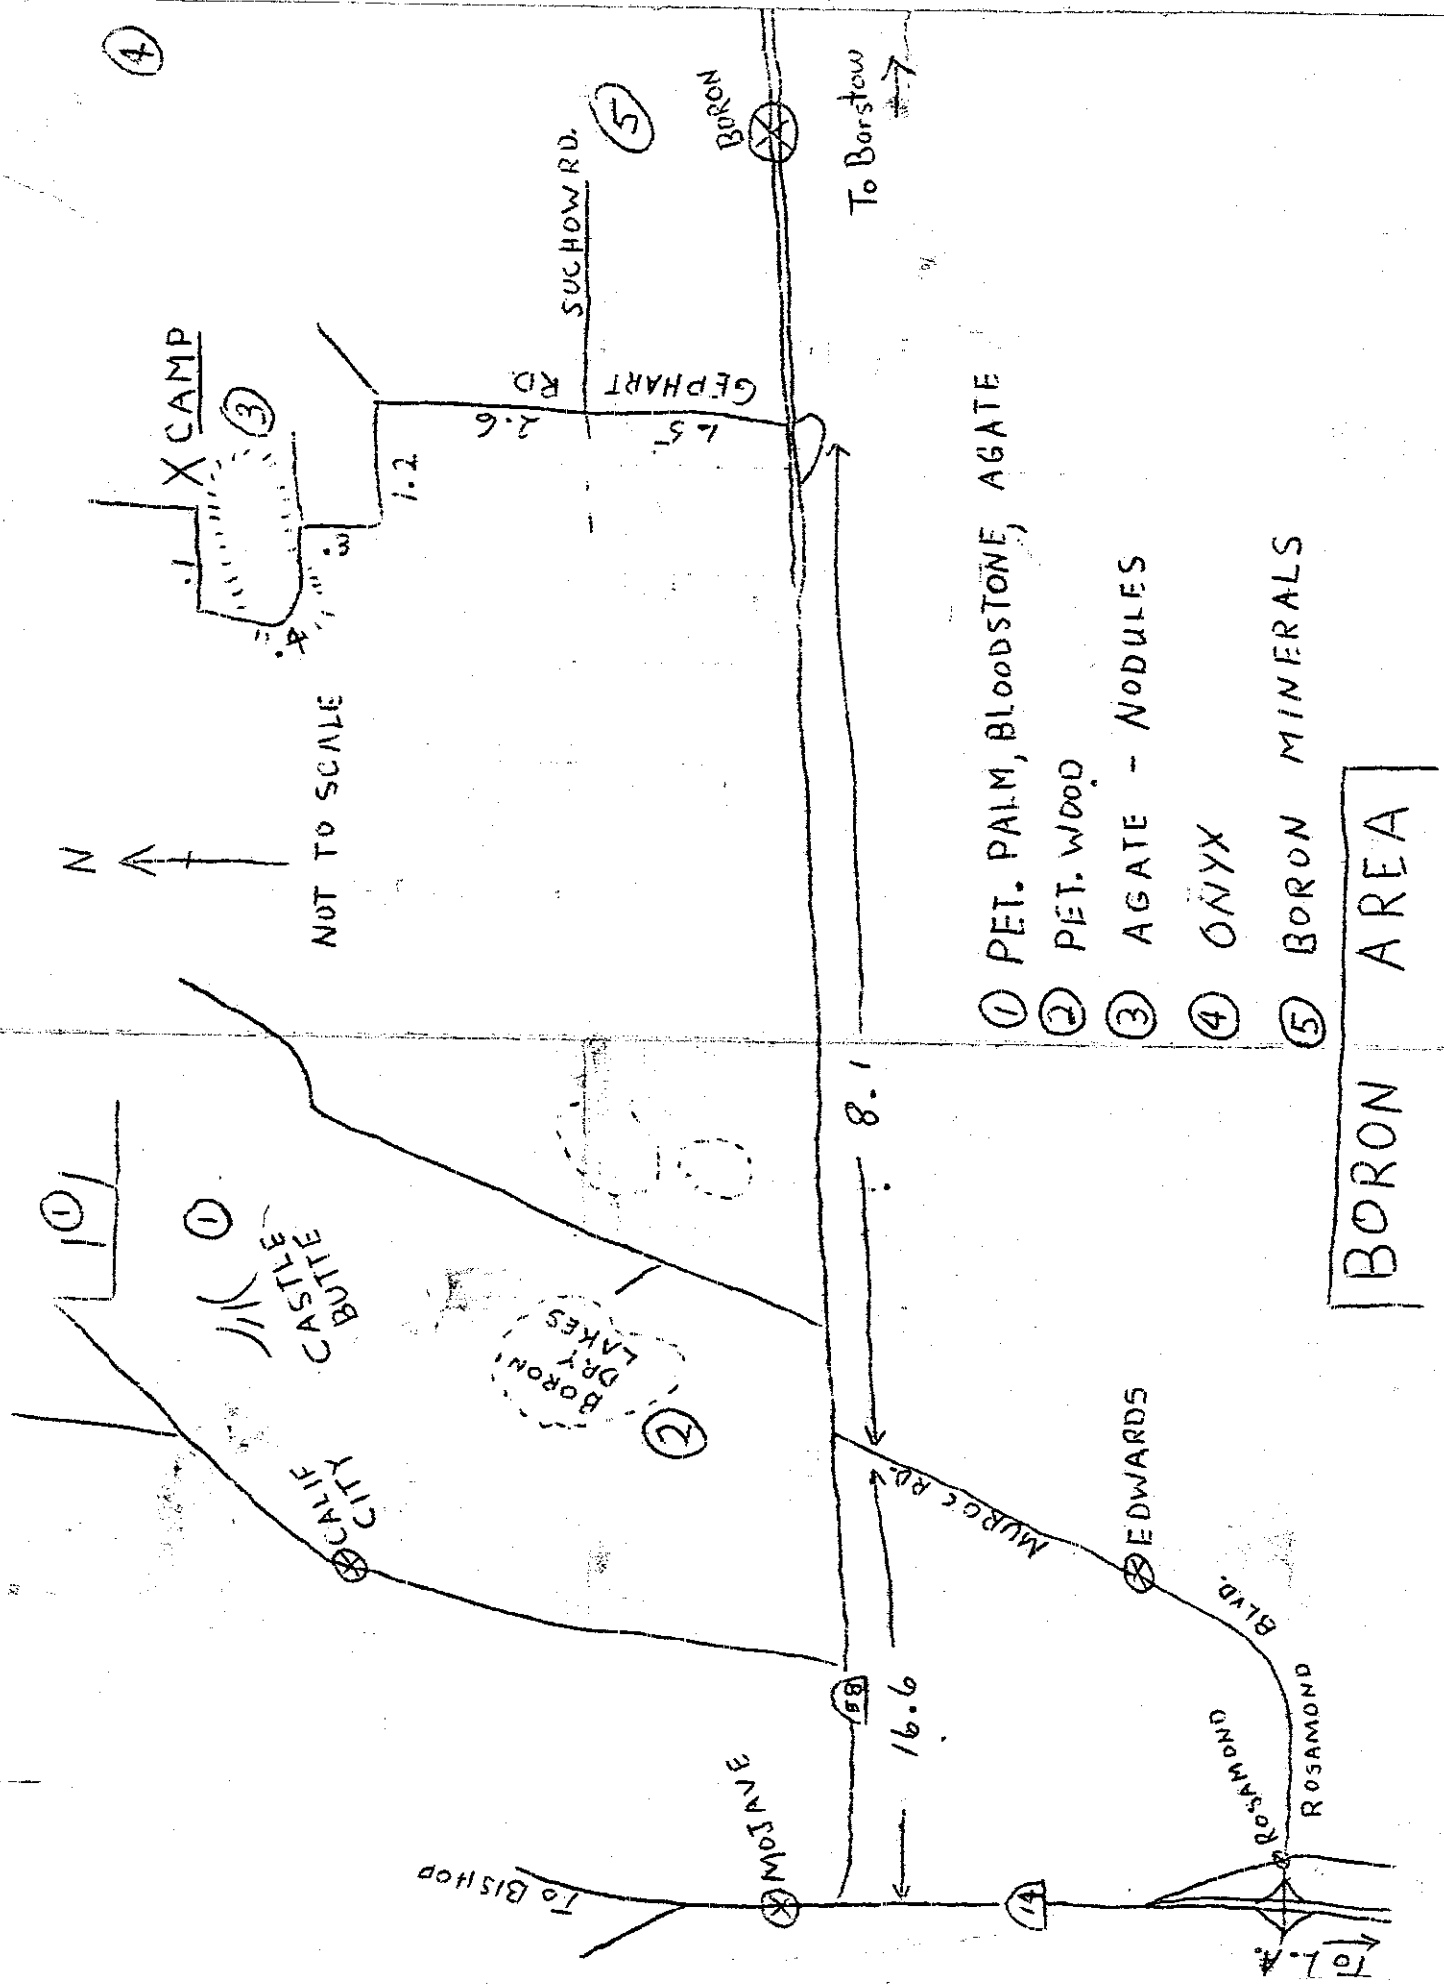 N
NOT TO SCALE
①
①
CASTLE
BUTTE
CALIF
CITY
BORON
DRY
LAKES
②
X CAMP
③
④
.1
.4
.3
1.2
2.6
GEPHART
RD
1.5
SUCHOW RD.
⑤
BORON
To Barstow
TO BISHOP
MOJAVE
58
16.6
8.1
14
MUROC RD.
EDWARDS
ROSAMOND
ROSAMOND
BLVD.
TO L.A.
① PET. PALM, BLOODSTONE, AGATE
② PET. WOOD
③ AGATE - NODULES
④ ONYX
⑤ BORON MINERALS
BORON AREA